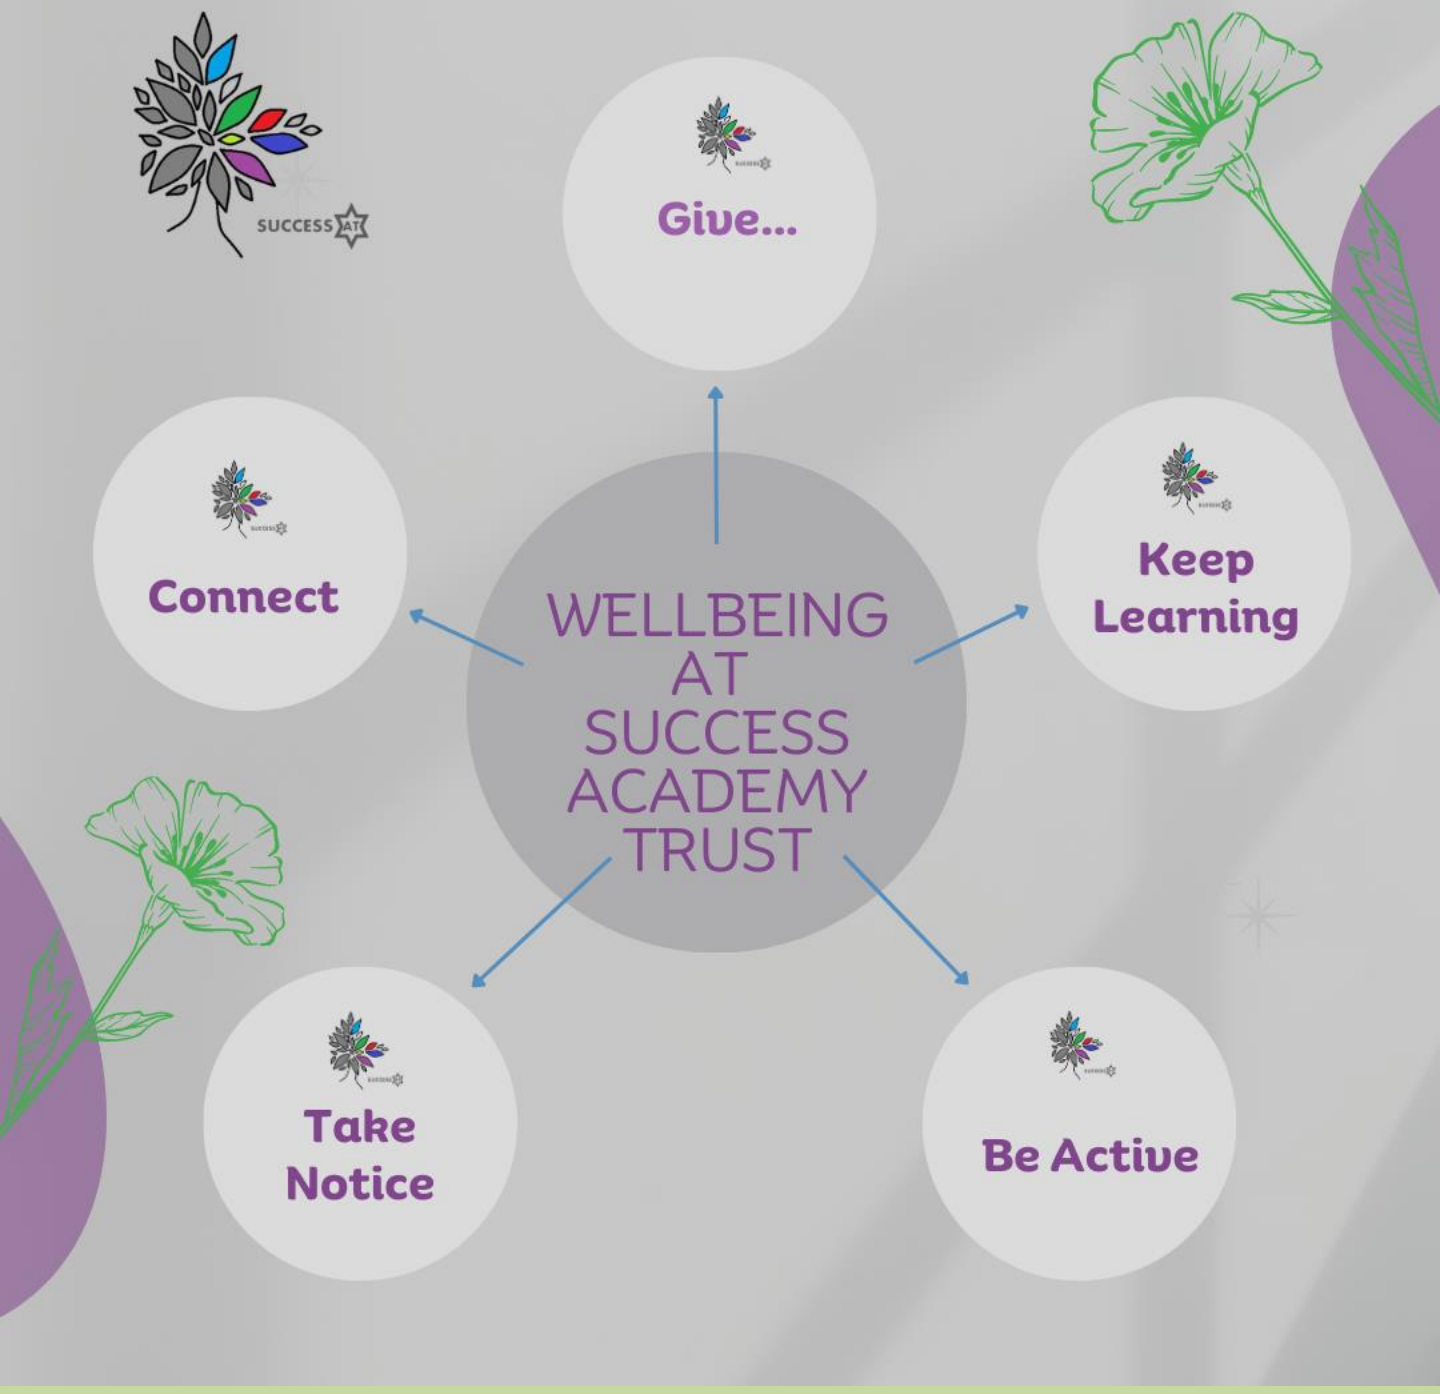 SUCCESS AT
Give...
Connect
Keep
Learning
WELLBEING
AT
SUCCESS
ACADEMY
TRUST
Take
Notice
Be Active